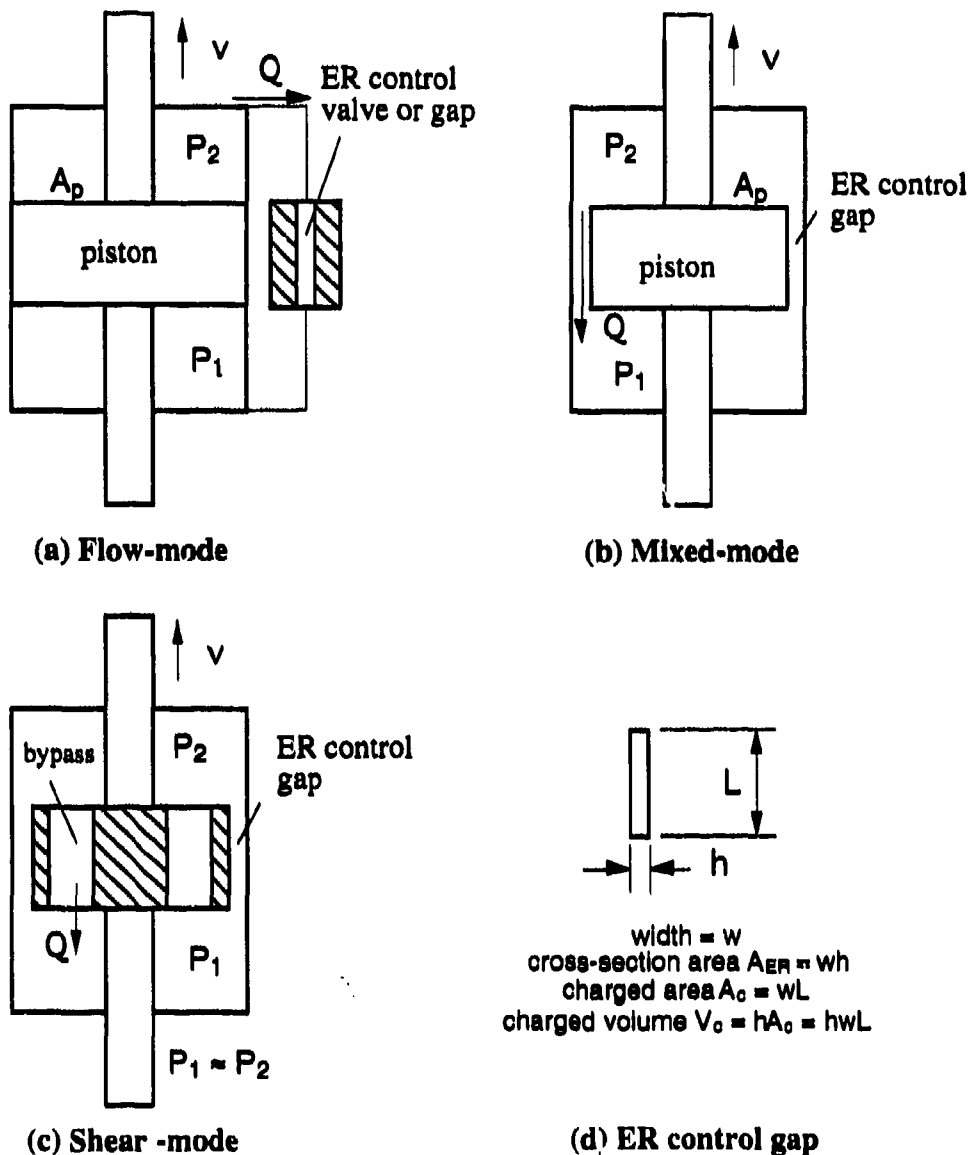 v
Q
ER control
valve or gap
P2
Ap
piston
P1
(a) Flow-mode
v
P2
Ap
ER control
gap
piston
Q
P1
(b) Mixed-mode
v
bypass
P2
ER control
gap
Q
P1
P1 ≈ P2
(c) Shear -mode
L
h
width = w
cross-section area AER = wh
charged area Ac = wL
charged volume Vc = hAc = hwL
(d) ER control gap